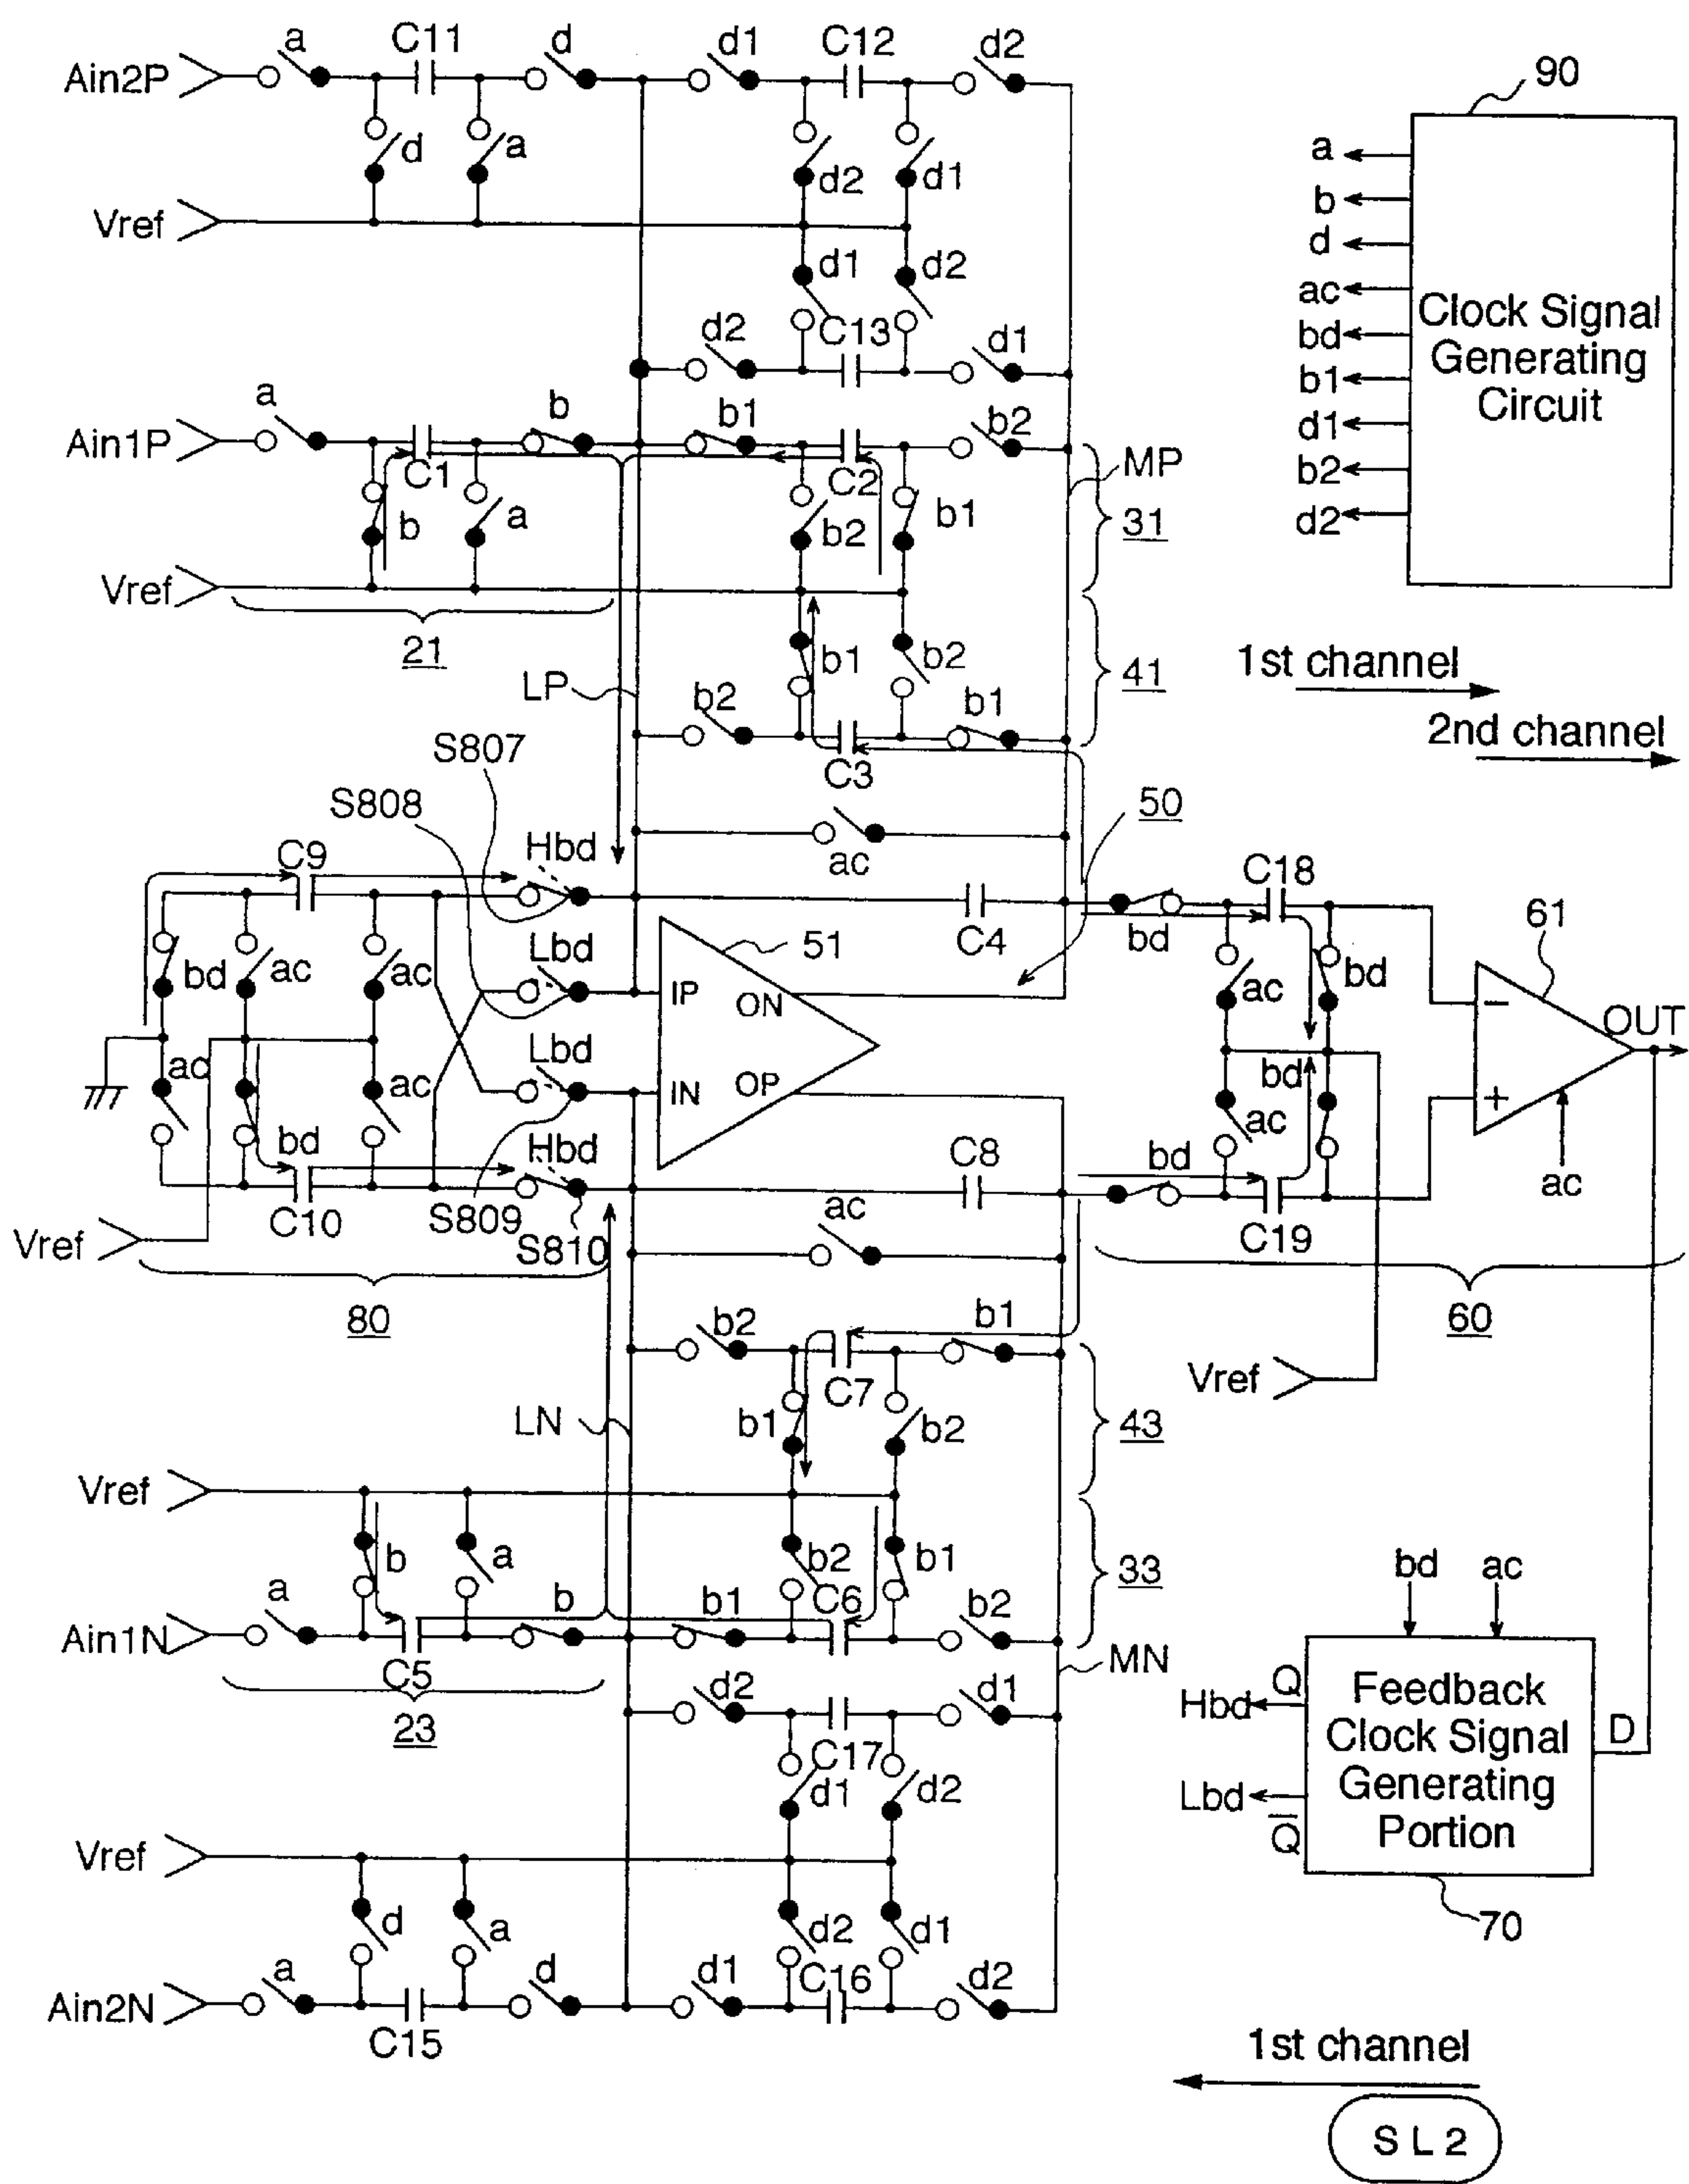 a C11 d d1 C12 d2
Ain2P
d a d2 d1
Vref
d1 d2
d2 C13 d1
a b b1 b2
Ain1P
C1 C2 MP
b a b2 b1 31
Vref
21 b1 b2 41
LP b2 b1
C3
S807
S808 ac 50
C9 Hbd C18
C4 bd
bd ac ac Lbd 51 ac bd 61
IP ON − OUT
ac ac Lbd bd
IN OP ac +
bd Hbd C8 bd ac
C10 S809 S810 ac C19
Vref
80 60
b2 b1
C7 Vref
LN b1 b2 43
Vref
b a b2 b1 33
C6
a b b1 b2
Ain1N
C5 MN
23 d2 d1
C17
d1 d2
Vref
d a d2 d1
a d d1 C16 d2
Ain2N
C15
90
a
b
d
ac
bd
b1
d1
b2
d2
Clock Signal
Generating
Circuit
1st channel
2nd channel
bd ac
Hbd Q
Lbd
Q̅
D
Feedback
Clock Signal
Generating
Portion
70
1st channel
SL2